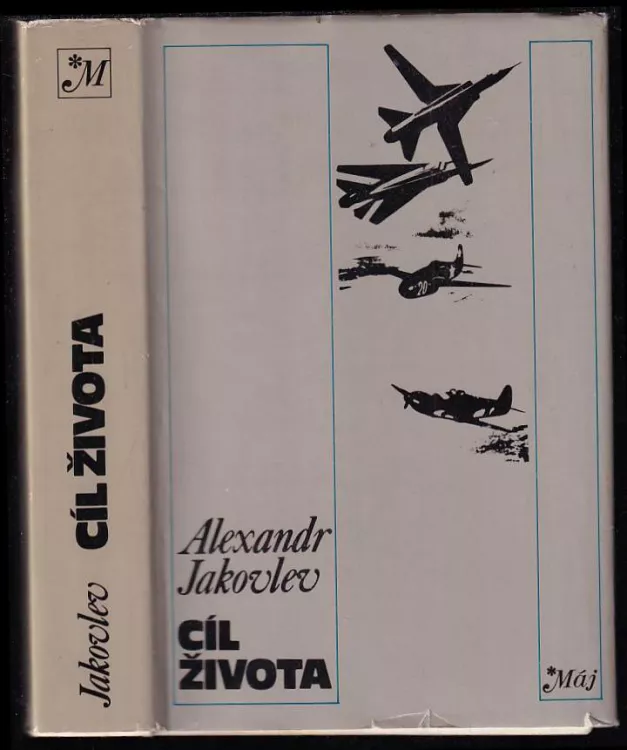 *M
Jakovlev CÍL ŽIVOTA
20
Alexandr
Jakovlev
CÍL
ŽIVOTA
*Máj